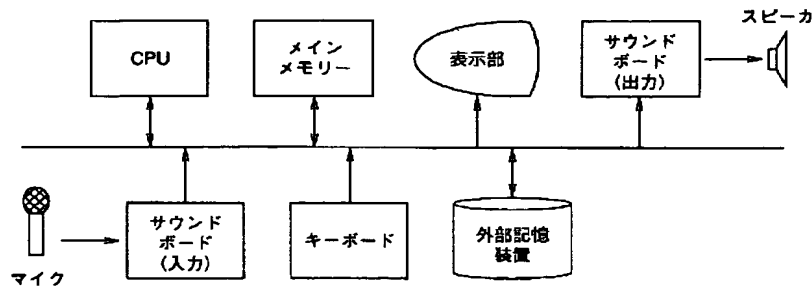 スピーカ
CPU
メイン
メモリー
表示部
サウンド
ボード
(出力)
マイク
サウンド
ボード
(入力)
キーボード
外部記憶
装置